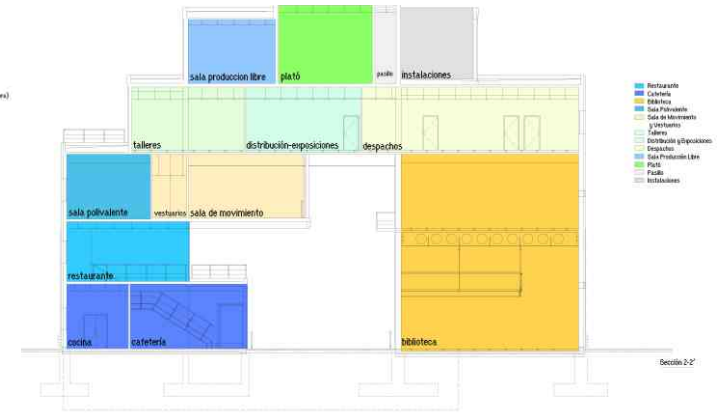 sala produccion libre
plató
pasillo
instalaciones
talleres
distribución-exposiciones
despachos
sala polivalente
vestuarios
sala de movimiento
restaurante
cocina
cafetería
biblioteca
Restaurante
Cafetería
Biblioteca
Sala Polivalente
Sala de Movimiento
y Vestuarios
Talleres
Distribución y Exposiciones
Despachos
Sala Producción Libre
Plató
Pasillo
Instalaciones
Sección 2-2'